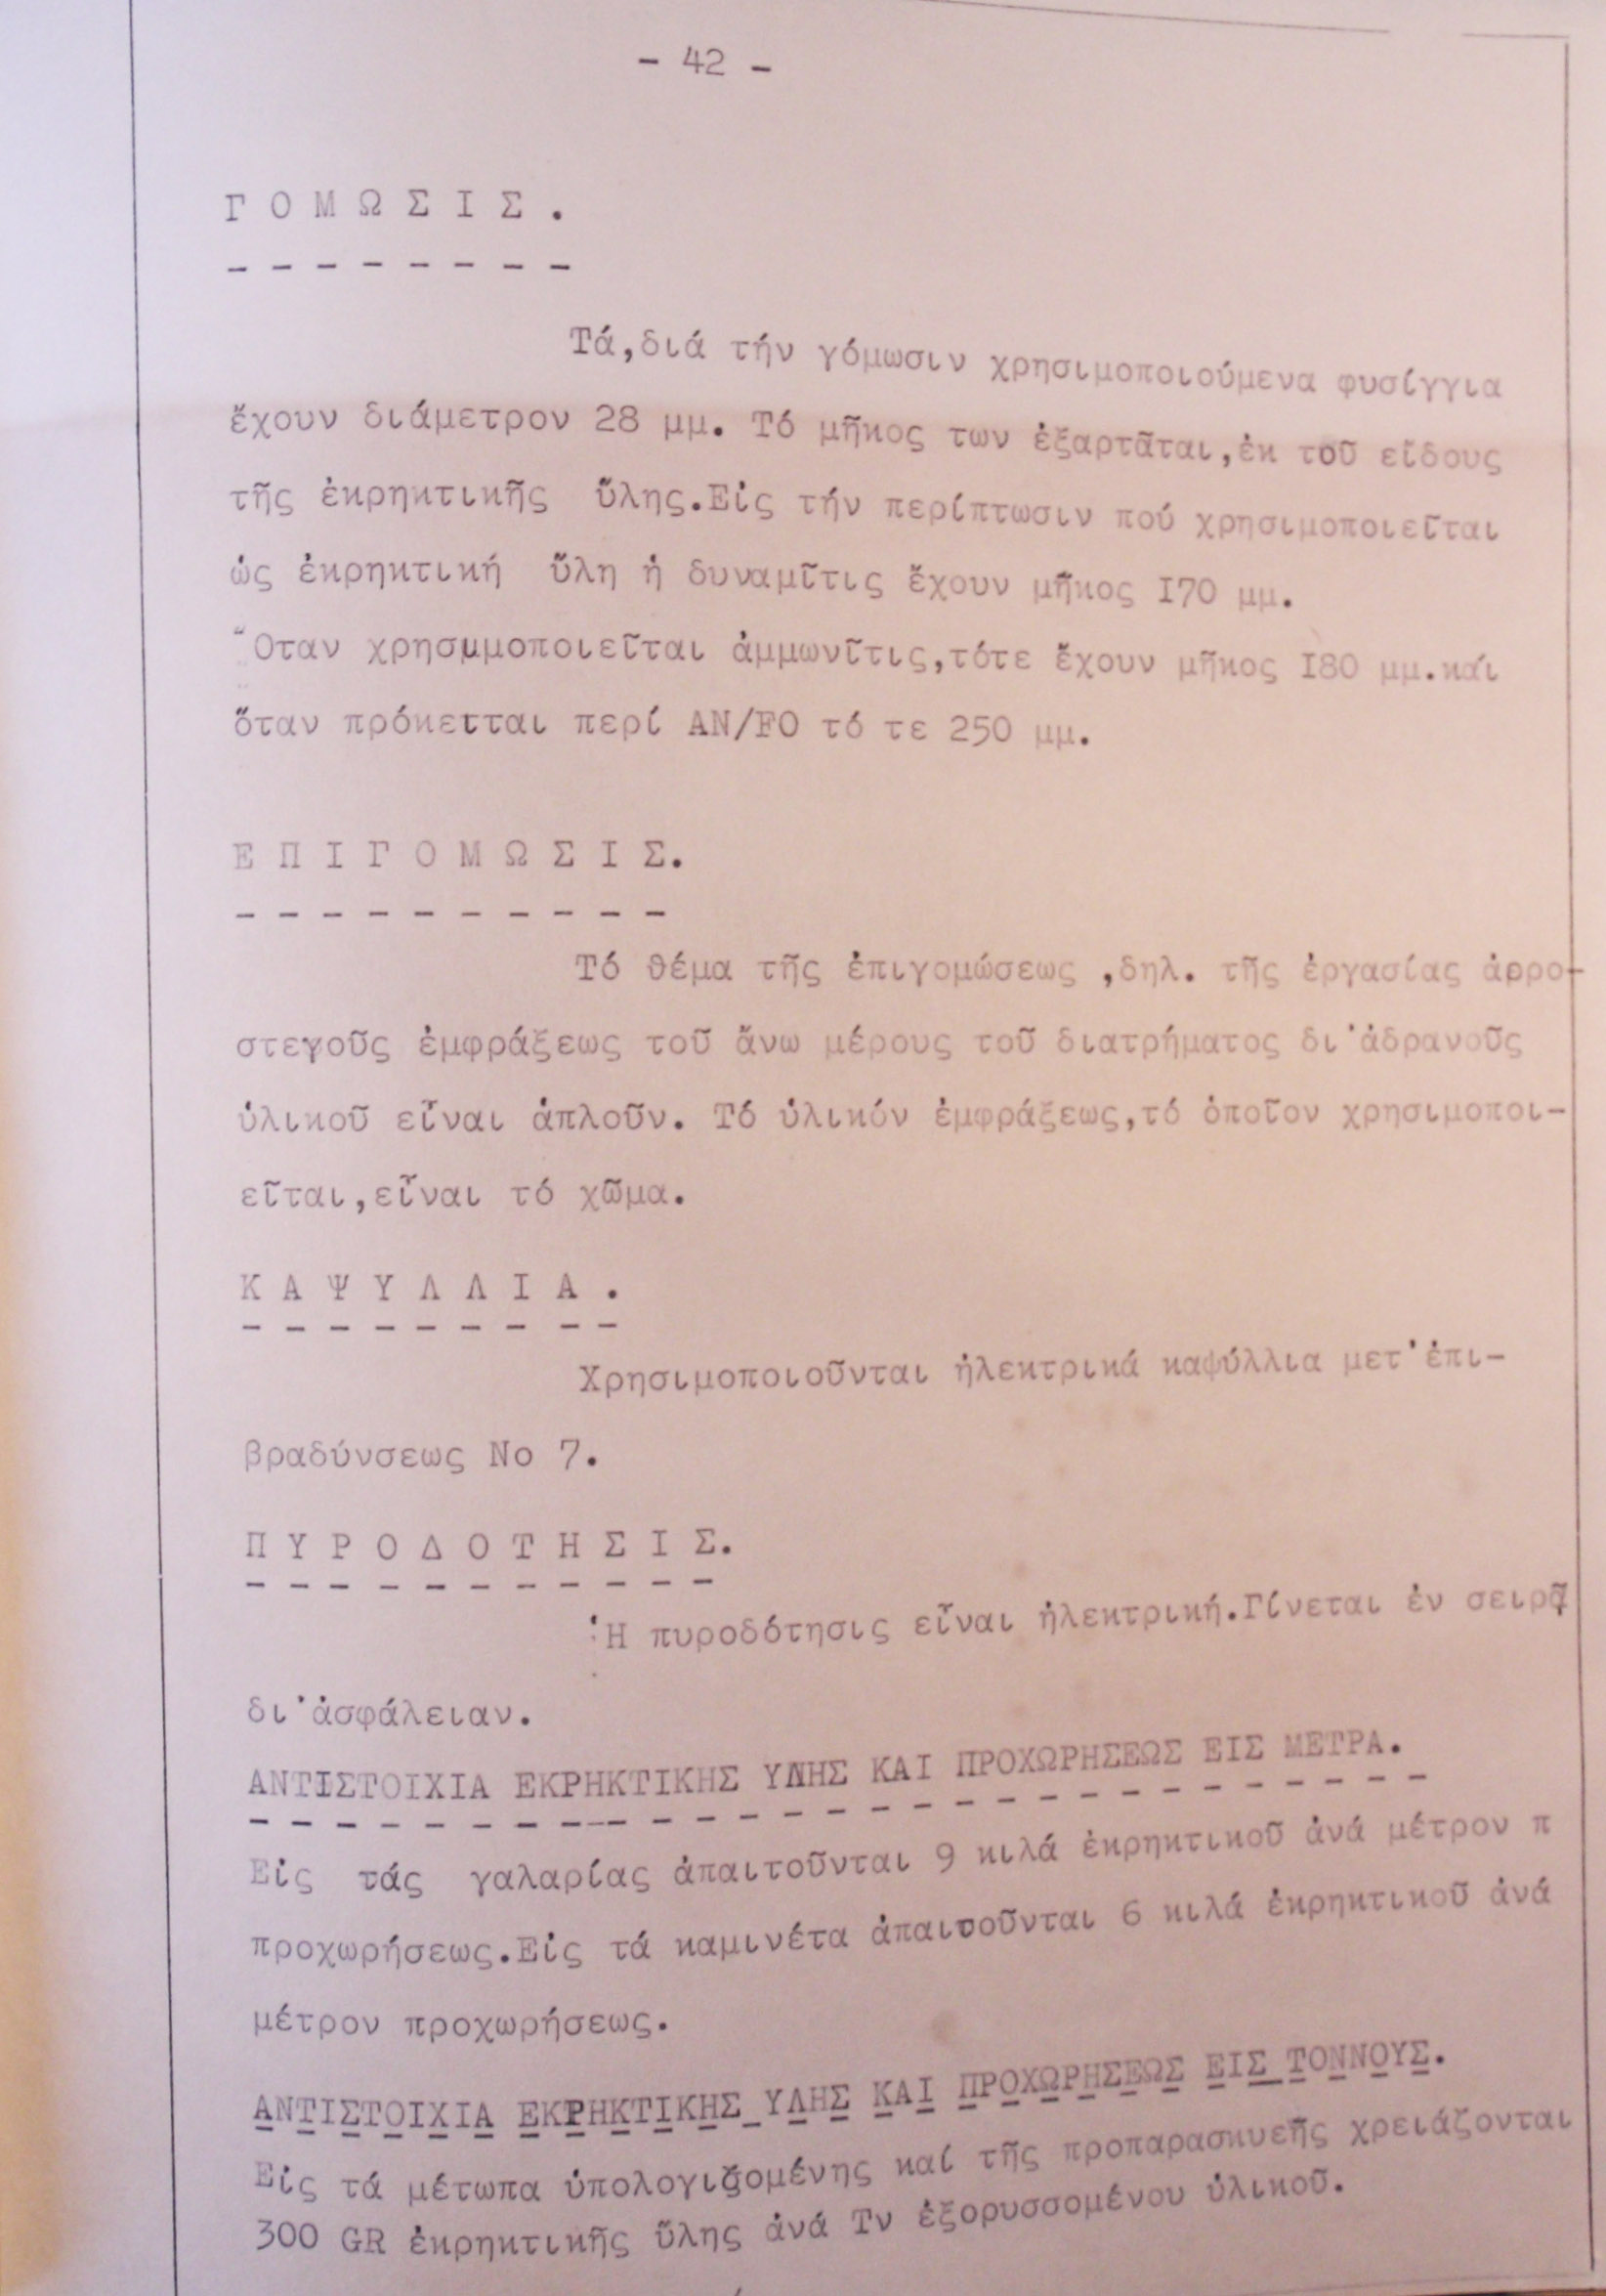 - 42 -
Γ Ο Μ Ω Σ Ι Σ .
- - - - - - - -
Τά,διά τήν γόμωσιν χρησιμοποιούμενα φυσίγγια
ἔχουν διάμετρον 28 μμ. Τό μῆκος των ἐξαρτᾶται,ἐκ τοῦ εἴδους
τῆς ἐκρηκτικῆς ὕλης.Εἰς τήν περίπτωσιν πού χρησιμοποιεῖται
ὡς ἐκρηκτική ὕλη ἡ δυναμῖτις ἔχουν μῆκος I70 μμ.
Ὅταν χρησμμοποιεῖται ἀμμωνῖτις,τότε ἔχουν μῆκος I80 μμ.καί
ὅταν πρόκετται περί AN/FO τό τε 250 μμ.
Ε Π Ι Γ Ο Μ Ω Σ Ι Σ.
- - - - - - - - - -
Τό θέμα τῆς ἐπιγομώσεως ,δηλ. τῆς ἐργασίας ἀερο-
στεγοῦς ἐμφράξεως τοῦ ἄνω μέρους τοῦ διατρήματος δι'ἀδρανοῦς
ὑλικοῦ εἶναι ἁπλοῦν. Τό ὑλικόν ἐμφράξεως,τό ὁποῖον χρησιμοποι-
εῖται,εἶναι τό χῶμα.
Κ Α Ψ Υ Λ Λ Ι Α .
- - - - - - - - -
Χρησιμοποιοῦνται ἠλεκτρικά καψύλλια μετ'ἐπι-
βραδύνσεως Νο 7.
Π Υ Ρ Ο Δ Ο Τ Η Σ Ι Σ.
- - - - - - - - - - -
Ἡ πυροδότησις εἶναι ἠλεκτρική.Γίνεται ἐν σειρᾷ
δι'ἀσφάλειαν.
ΑΝΤΙΣΤΟΙΧΙΑ ΕΚΡΗΚΤΙΚΗΣ ΥΛΗΣ ΚΑΙ ΠΡΟΧΩΡΗΣΕΩΣ ΕΙΣ ΜΕΤΡΑ.
- - - - - - - - - - - - - - - - - - - - - - - - - - - -
Εἰς τάς γαλαρίας ἀπαιτοῦνται 9 κιλά ἐκρηκτικοῦ ἀνά μέτρον π
προχωρήσεως.Εἰς τά καμινέτα ἀπαιτοῦνται 6 κιλά ἐκρηκτικοῦ ἀνά
μέτρον προχωρήσεως.
ΑΝΤΙΣΤΟΙΧΙΑ ΕΚΡΗΚΤΙΚΗΣ ΥΛΗΣ ΚΑΙ ΠΡΟΧΩΡΗΣΕΩΣ ΕΙΣ ΤΟΝΝΟΥΣ.
Εἰς τά μέτωπα ὑπολογιζομένης καί τῆς προπαρασκυεῆς χρειάζονται
300 GR ἐκρηκτικῆς ὕλης ἀνά Τν ἐξορυσσομένου ὑλικοῦ.